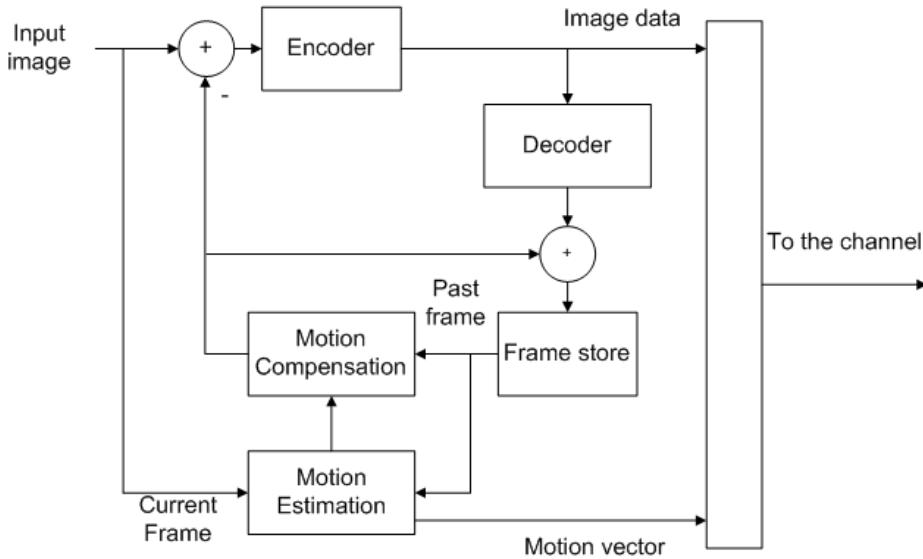 Input
image
+
-
Encoder
Image data
Decoder
+
To the channel
Past
frame
Motion
Compensation
Frame store
Motion
Estimation
Current
Frame
Motion vector